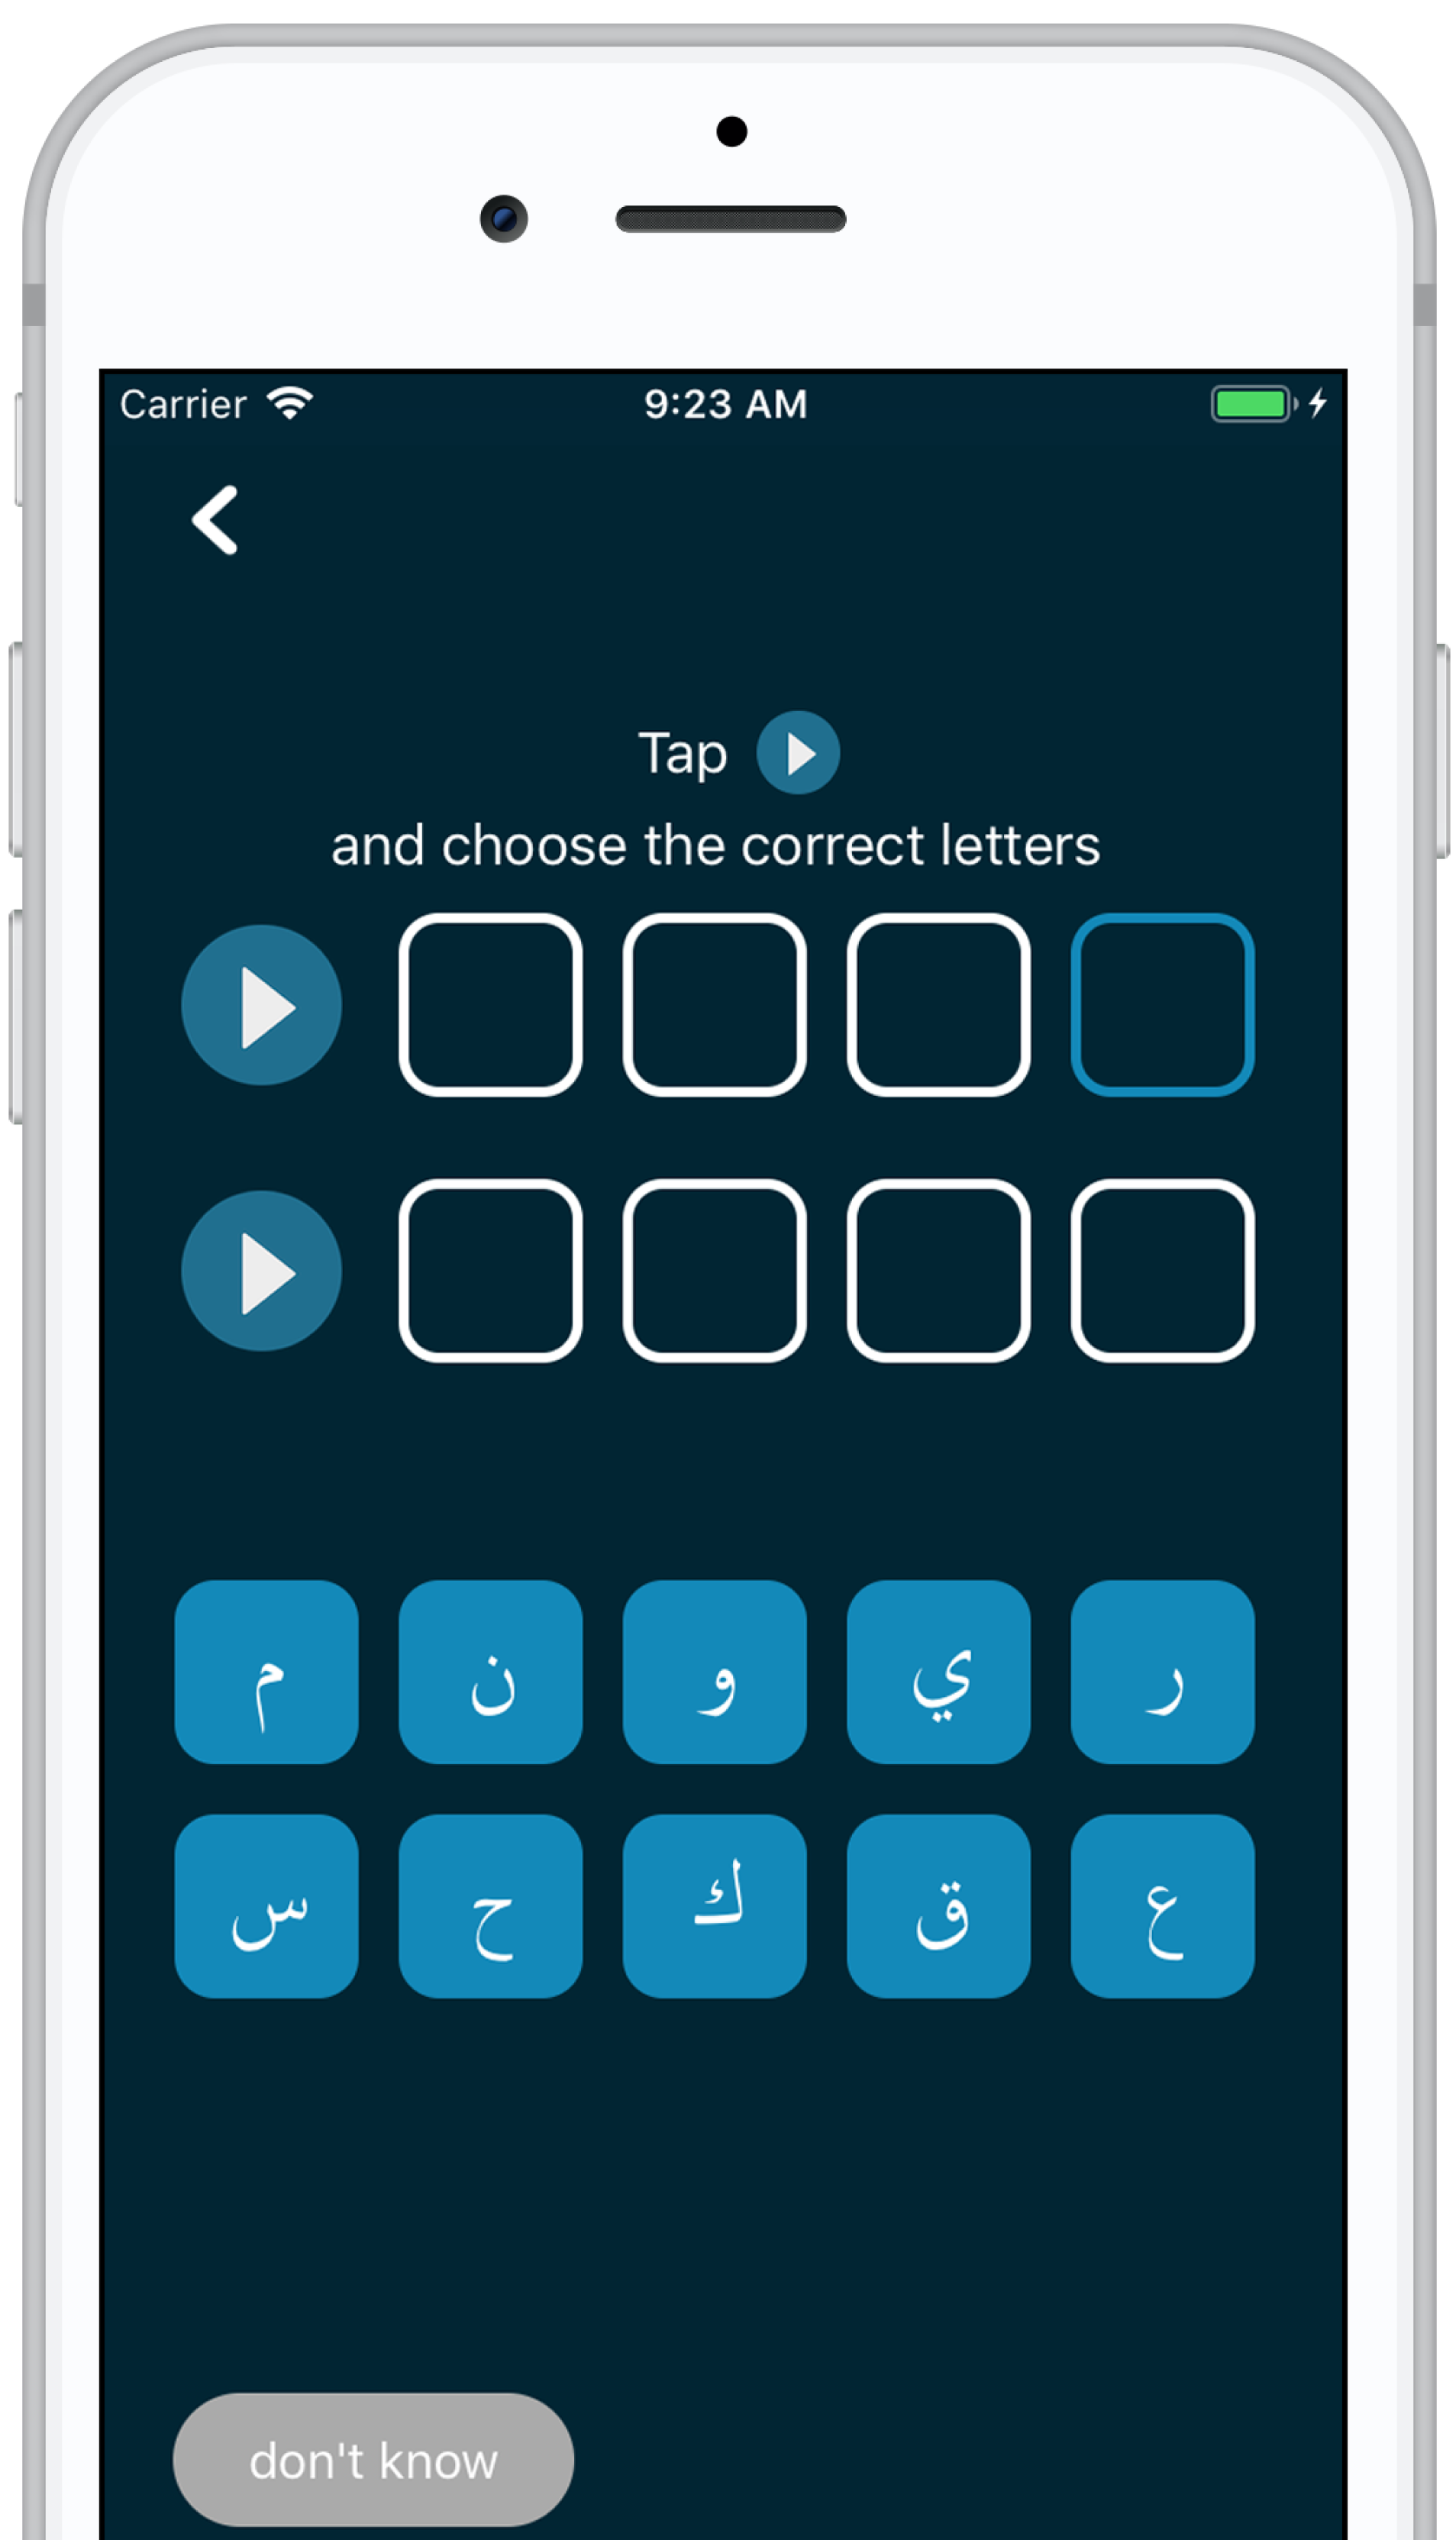 Carrier 9:23 AM
Tap
and choose the correct letters
ر ي و ن م
ع ق ك ح س
don't know